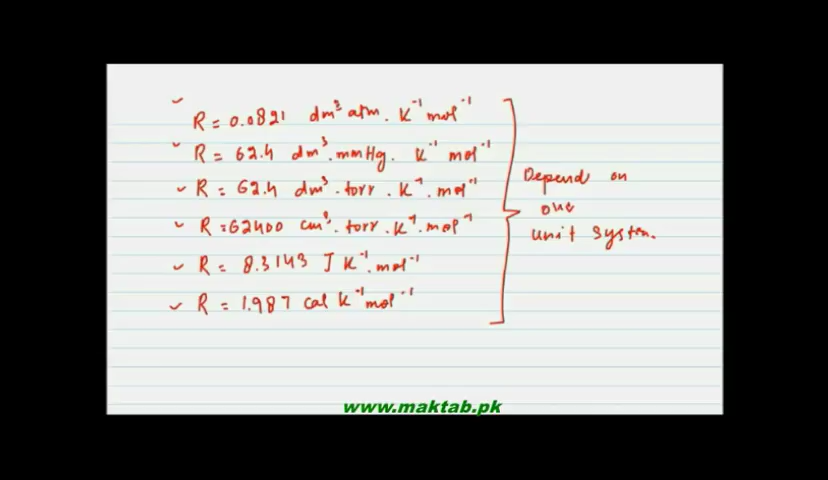 R = 0.0821 dm³ atm. K⁻¹ mol⁻¹
R = 62.4 dm³. mmHg. K⁻¹ mol⁻¹
R = 62.4 dm³. torr. K⁻¹. mol⁻¹
R = 62400 cm³. torr. K⁻¹. mol⁻¹
R = 8.3143 J K⁻¹. mol⁻¹
R = 1.987 cal K⁻¹ mol⁻¹
Depend on
one
unit system.
www.maktab.pk